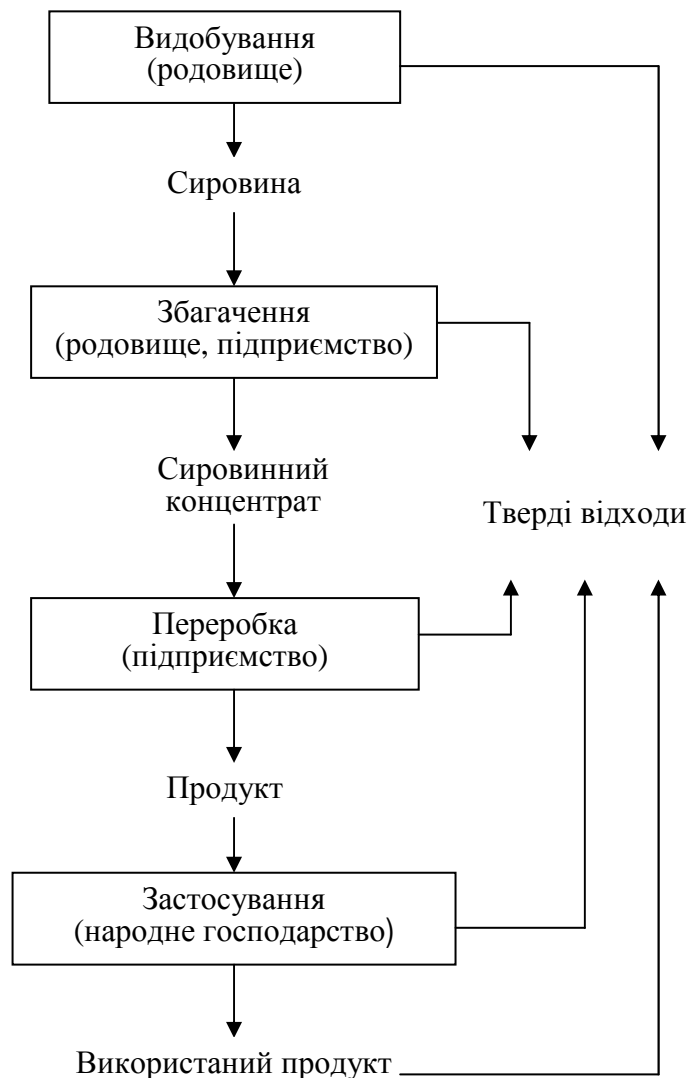 Видобування
(родовище)
Сировина
Збагачення
(родовище, підприємство)
Сировинний
концентрат
Тверді відходи
Переробка
(підприємство)
Продукт
Застосування
(народне господарство)
Використаний продукт